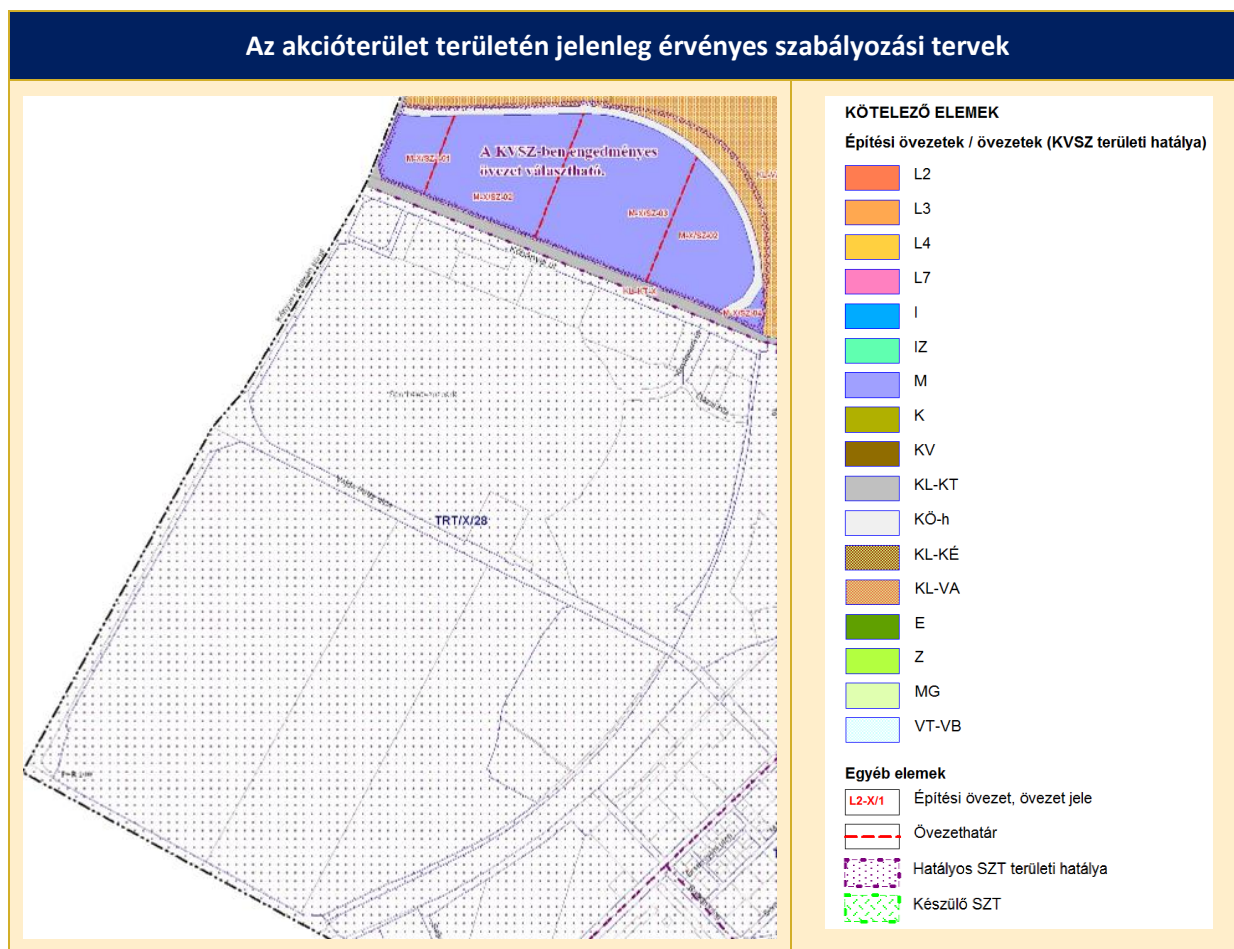 Az akcióterület területén jelenleg érvényes szabályozási tervek
A KVSZ-ben engedményes
övezet választható.
M-X/SZ-01
M-X/SZ-02
M-X/SZ-03
M-X/SZ-02
KL-KT-X
TRT/X/28
KÖTELEZŐ ELEMEK
Építési övezetek / övezetek (KVSZ területi hatálya)
L2
L3
L4
L7
I
IZ
M
K
KV
KL-KT
KÖ-h
KL-KÉ
KL-VA
E
Z
MG
VT-VB
Egyéb elemek
L2-X/1 Építési övezet, övezet jele
Övezethatár
Hatályos SZT területi hatálya
Készülő SZT